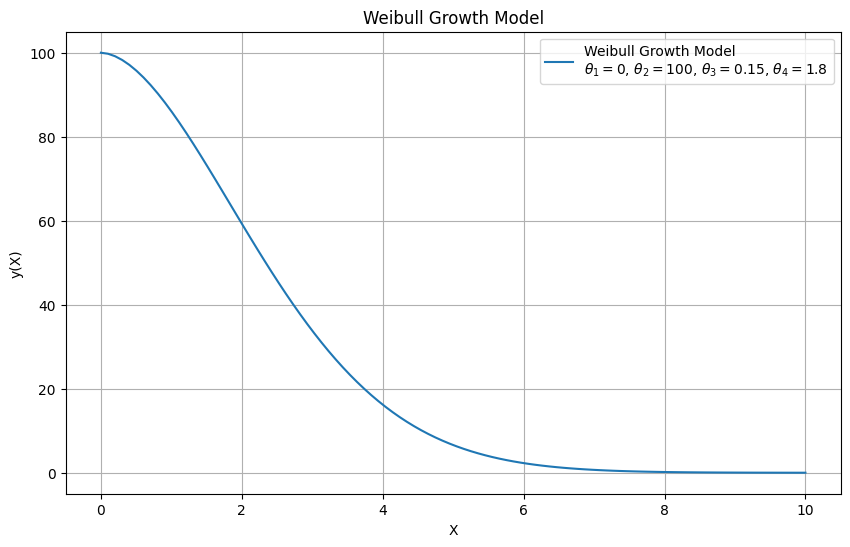 Weibull Growth Model
Weibull Growth Model
θ₁ = 0, θ₂ = 100, θ₃ = 0.15, θ₄ = 1.8
100
80
60
40
20
0
y(X)
0 2 4 6 8 10
X